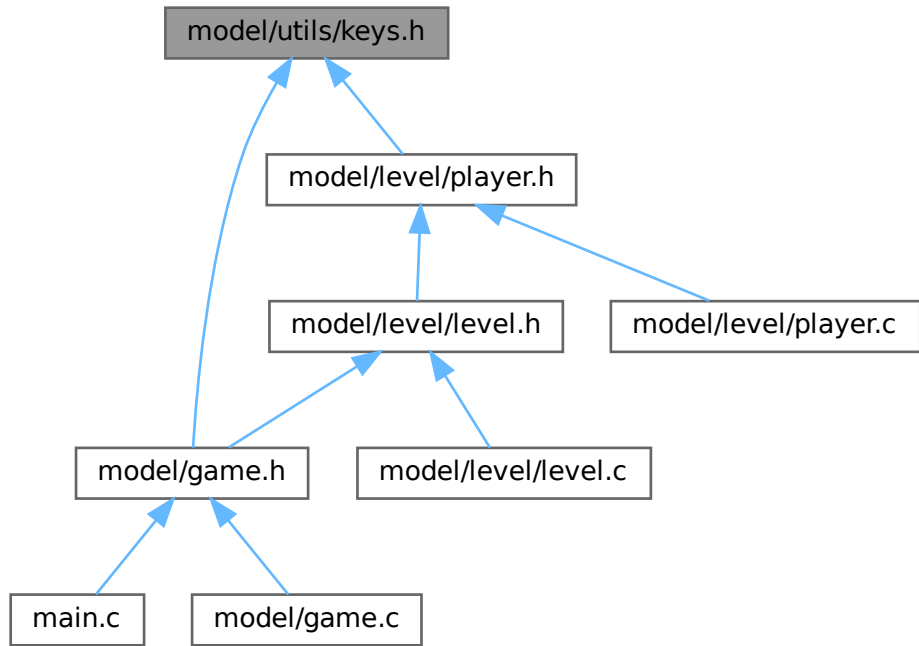 model/utils/keys.h
model/level/player.h
model/level/level.h
model/level/player.c
model/game.h
model/level/level.c
main.c
model/game.c